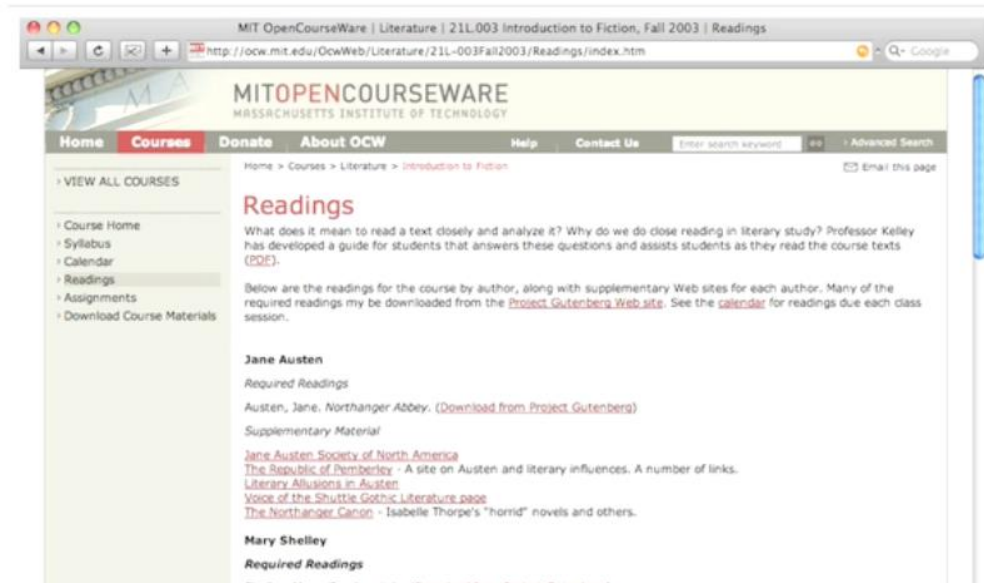 MIT OpenCourseWare | Literature | 21L.003 Introduction to Fiction, Fall 2003 | Readings
http://ocw.mit.edu/OcwWeb/Literature/21L-003Fall2003/Readings/index.htm
Google
MITOPENCOURSEWARE
MASSACHUSETTS INSTITUTE OF TECHNOLOGY
Home Courses Donate About OCW Help Contact Us Enter search keyword GO Advanced Search
Home > Courses > Literature > Introduction to Fiction
Email this page
VIEW ALL COURSES
Course Home
Syllabus
Calendar
Readings
Assignments
Download Course Materials
Readings
What does it mean to read a text closely and analyze it? Why do we do close reading in literary study? Professor Kelley
has developed a guide for students that answers these questions and assists students as they read the course texts
(PDF).
Below are the readings for the course by author, along with supplementary Web sites for each author. Many of the
required readings my be downloaded from the Project Gutenberg Web site. See the calendar for readings due each class
session.
Jane Austen
Required Readings
Austen, Jane. Northanger Abbey. (Download from Project Gutenberg)
Supplementary Material
Jane Austen Society of North America
The Republic of Pemberley - A site on Austen and literary influences. A number of links.
Literary Allusions in Austen
Voice of the Shuttle Gothic Literature page
The Northanger Canon - Isabelle Thorpe's "horrid" novels and others.
Mary Shelley
Required Readings